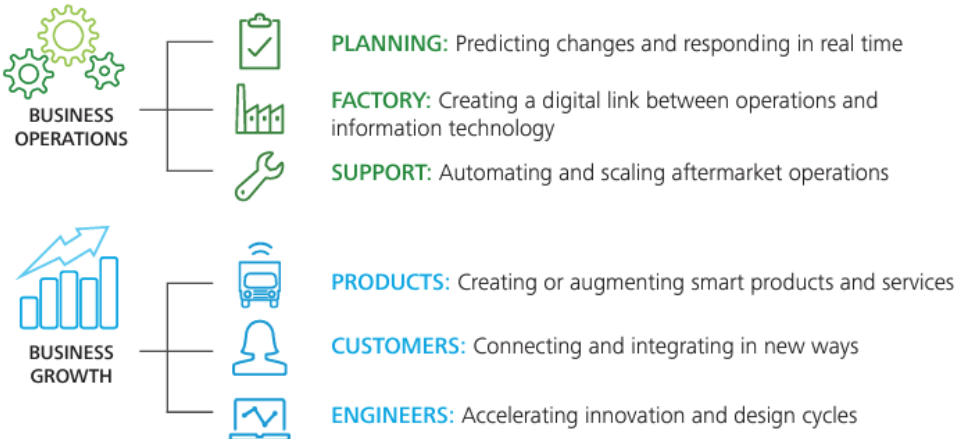 BUSINESS
OPERATIONS
PLANNING: Predicting changes and responding in real time
FACTORY: Creating a digital link between operations and
information technology
SUPPORT: Automating and scaling aftermarket operations
BUSINESS
GROWTH
PRODUCTS: Creating or augmenting smart products and services
CUSTOMERS: Connecting and integrating in new ways
ENGINEERS: Accelerating innovation and design cycles